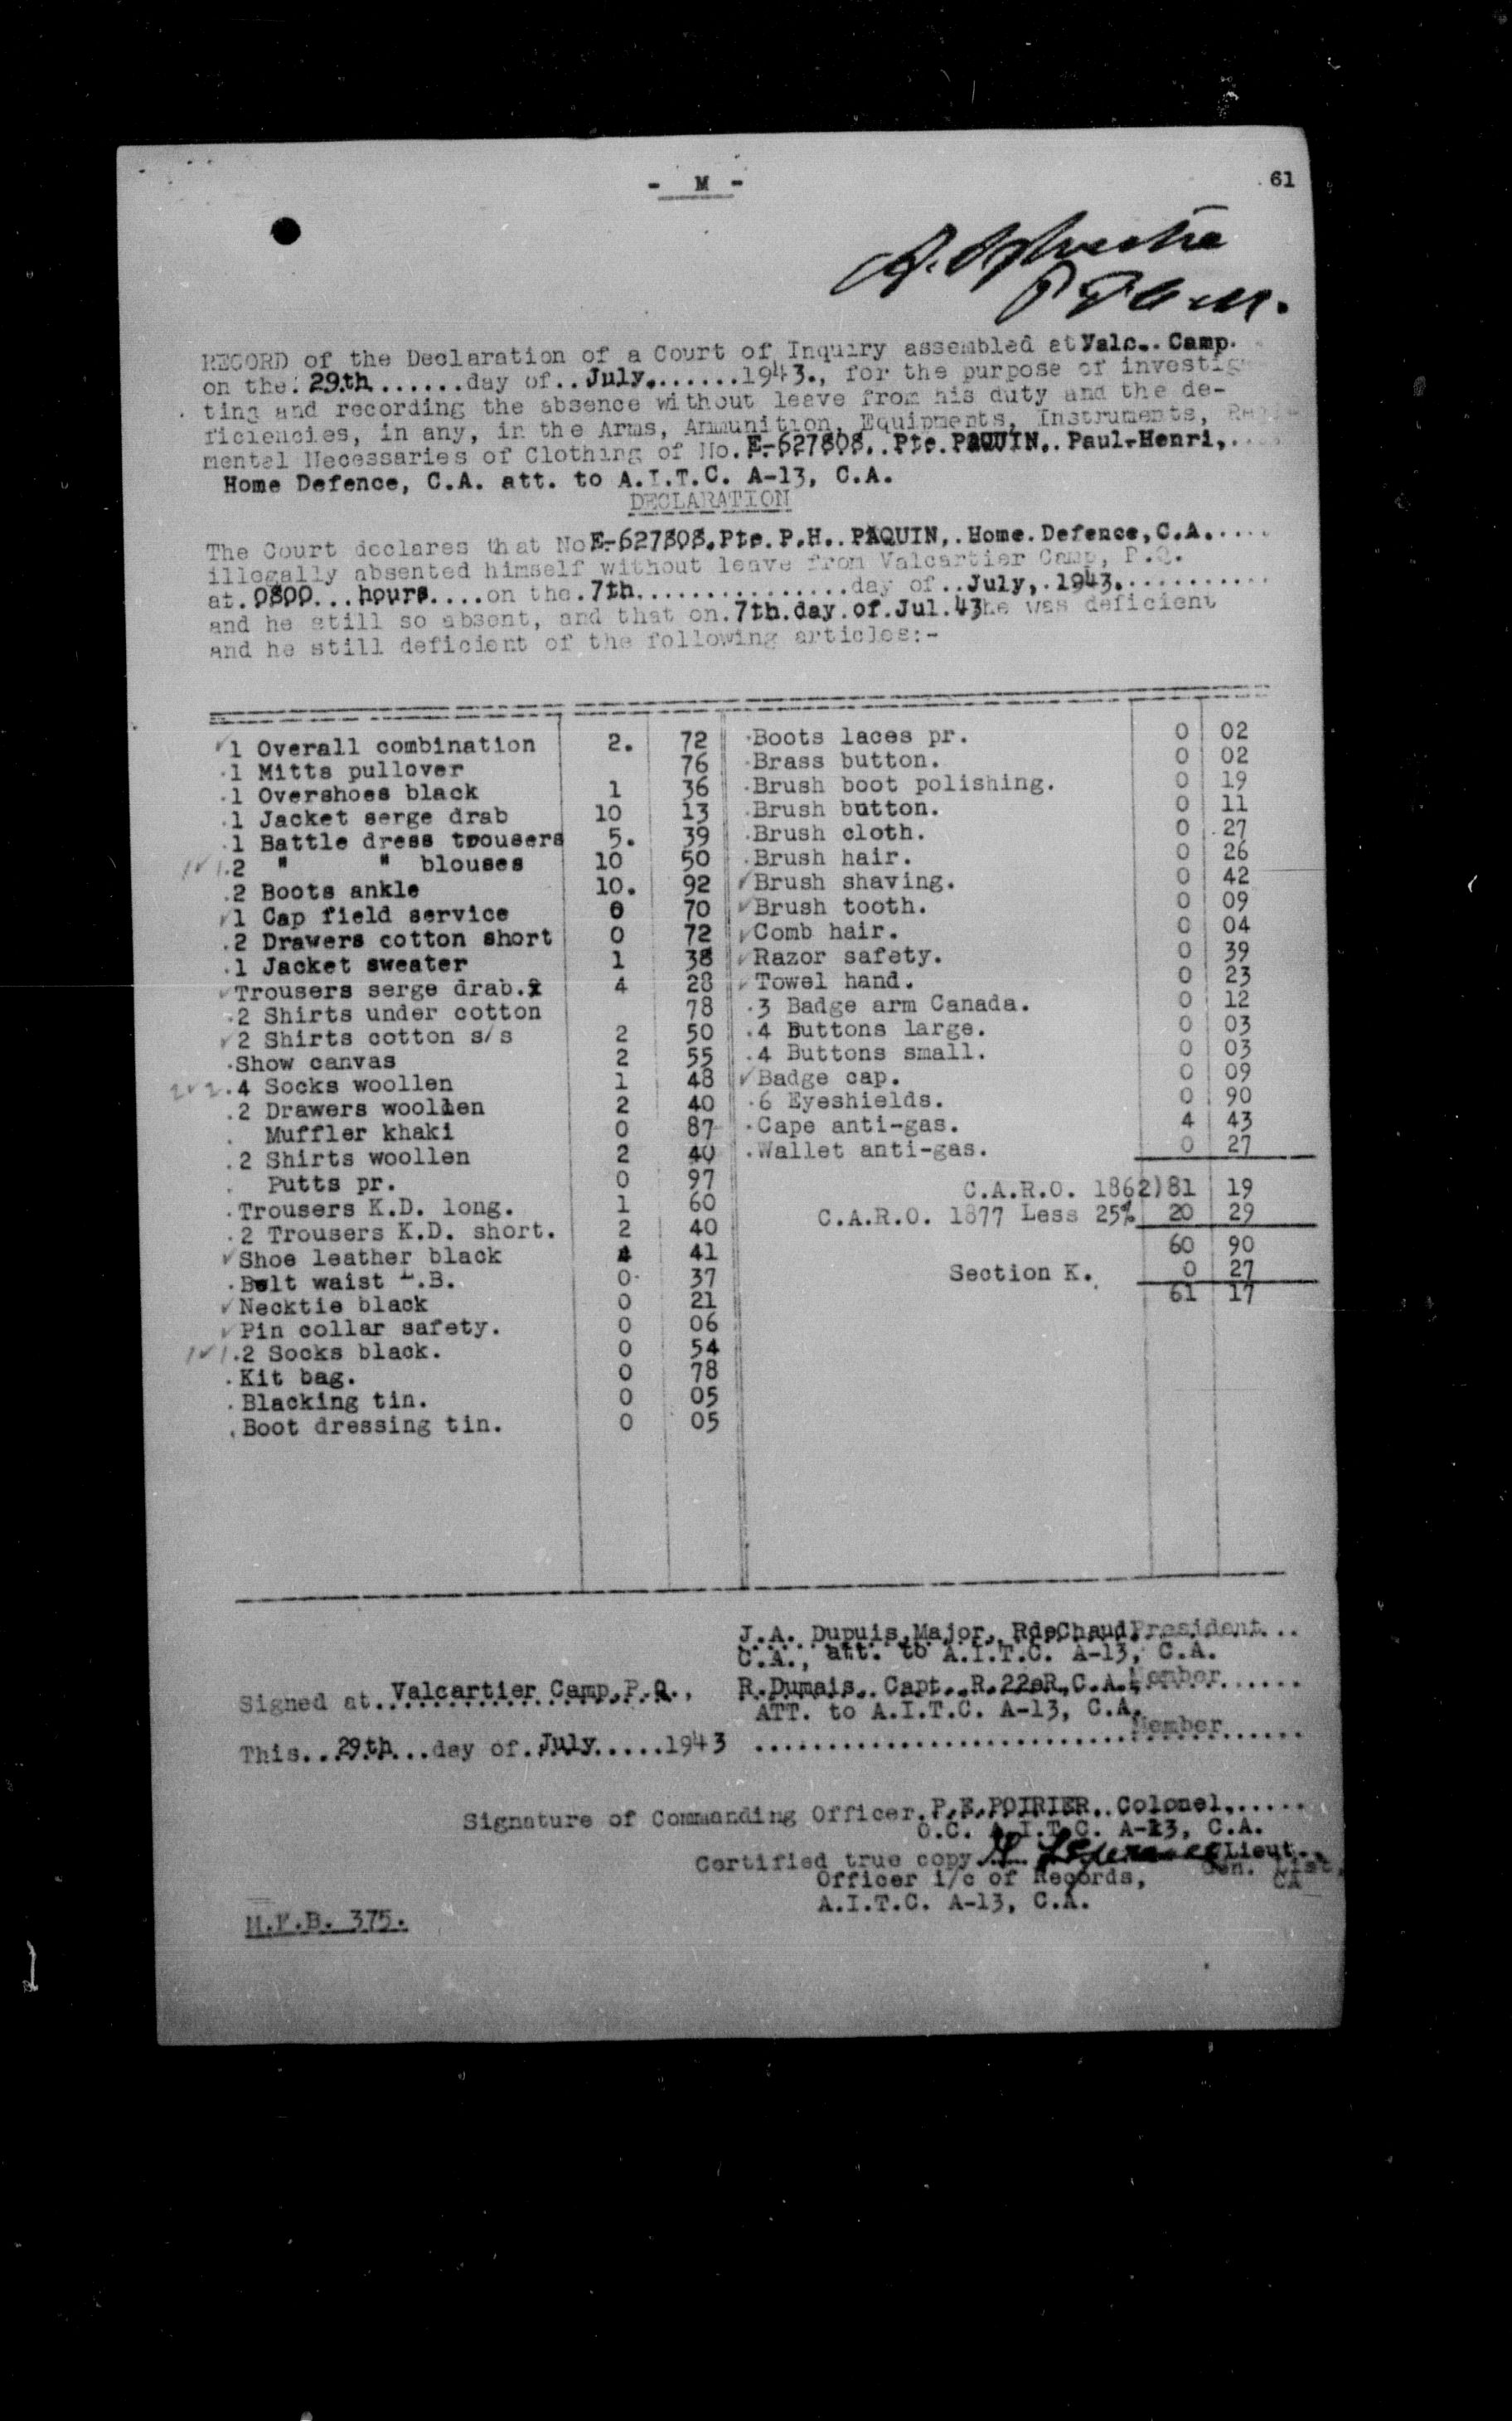 - M -
61
RECORD of the Declaration of a Court of Inquiry assembled at Valc.. Camp.
on the. 29th.......day of..July........1943., for the purpose of investig
ting and recording the absence without leave from his duty and the de-
ficiencies, in any, in the Arms, Ammunition, Equipments, Instruments,
mental Necessaries of Clothing of No. E-627808..Pte.PAQUIN..Paul-Henri,....
Home Defence, C.A. att. to A.I.T.C. A-13, C.A.
DECLARATION
The Court declares that No E-627808.Pte.P.H..PAQUIN,.Home.Defence,C.A.....
illegally absented himself without leave from Valcartier Camp, P.Q.
at.0800...hours....on the.7th................day of..July,.1943...........
and he still so absent, and that on.7th.day.of.Jul.43he was deficient
and he still deficient of the following articles:-
1 Overall combination 2. 72 Boots laces pr. 0 02
1 Mitts pullover 76 Brass button. 0 02
1 Overshoes black 1 36 Brush boot polishing. 0 19
1 Jacket serge drab 10 13 Brush button. 0 11
1 Battle dress trousers 5. 39 Brush cloth. 0 27
1✓1.2 " " blouses 10 50 Brush hair. 0 26
.2 Boots ankle 10. 92 ✓Brush shaving. 0 42
✓1 Cap field service 0 70 ✓Brush tooth. 0 09
.2 Drawers cotton short 0 72 ✓Comb hair. 0 04
.1 Jacket sweater 1 38 ✓Razor safety. 0 39
✓Trousers serge drab. 4 28 ✓Towel hand. 0 23
.2 Shirts under cotton 78 .3 Badge arm Canada. 0 12
✓2 Shirts cotton s/s 2 50 .4 Buttons large. 0 03
.Show canvas 2 55 .4 Buttons small. 0 03
2✓2.4 Socks woollen 1 48 ✓Badge cap. 0 09
.2 Drawers woollen 2 40 .6 Eyeshields. 0 90
. Muffler khaki 0 87 .Cape anti-gas. 4 43
.2 Shirts woollen 2 40 .Wallet anti-gas. 0 27
. Putts pr. 0 97 C.A.R.O. 1862)81 19
.Trousers K.D. long. 1 60 C.A.R.O. 1877 Less 25% 20 29
.2 Trousers K.D. short. 2 40 60 90
✓Shoe leather black 4 41 Section K. 0 27
.Belt waist L.B. 0 37 61 17
✓Necktie black 0 21
✓Pin collar safety. 0 06
1✓1.2 Socks black. 0 54
.Kit bag. 0 78
.Blacking tin. 0 05
.Boot dressing tin. 0 05
J.A. Dupuis,Major, RdeChaud,President...
C.A., att. to A.I.T.C. A-13, C.A.
Signed at..Valcartier Camp,P.Q., R.Dumais..Capt..R.22eR,C.A.Member......
ATT. to A.I.T.C. A-13, C.A.
This...29th...day of.July.....1943 ..........Member......
Signature of Commanding Officer.P.E.POIRIER..Colonel,.....
O.C. A.I.T.C. A-13, C.A.
Certified true copy Lieut.
Officer i/c of Records, Gen. List,
A.I.T.C. A-13, C.A. CA
M.F.B. 375.